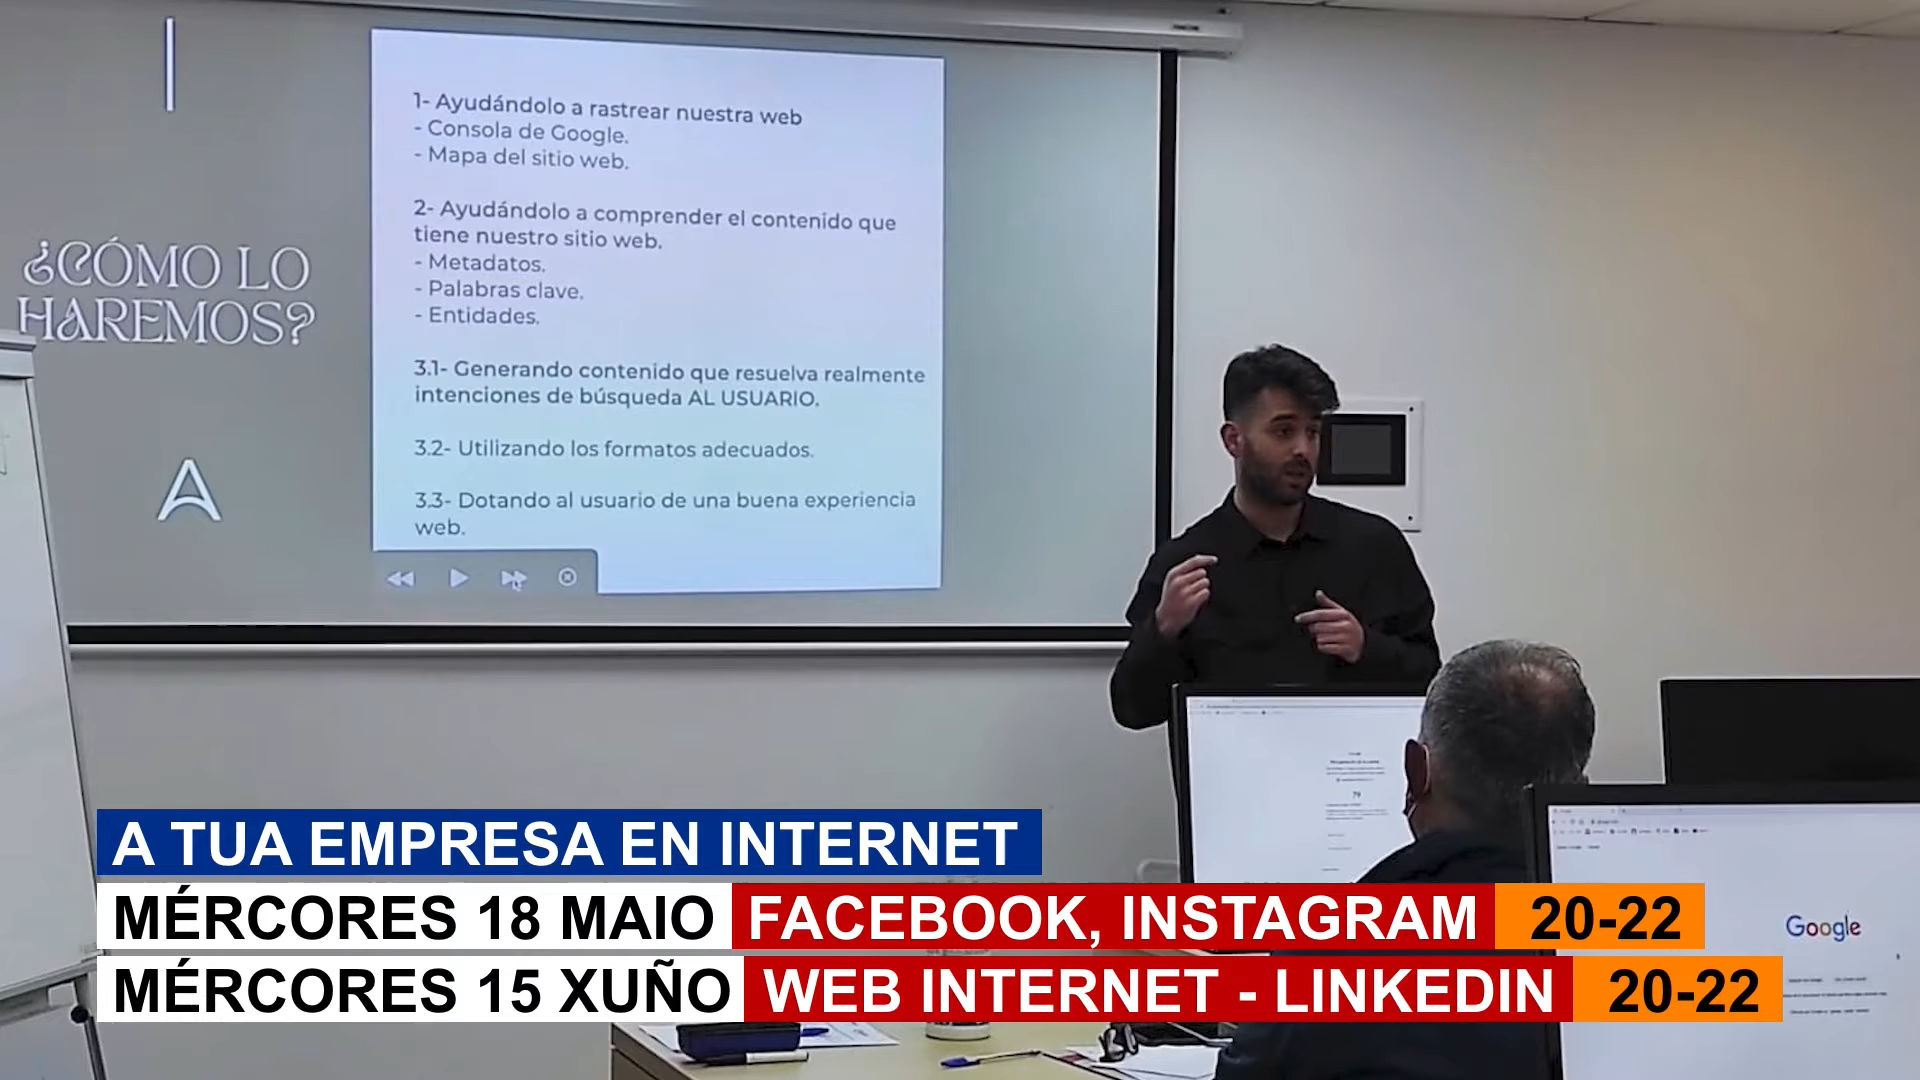 ¿CÓMO LO
HAREMOS?
1- Ayudándolo a rastrear nuestra web
- Consola de Google.
- Mapa del sitio web.
2- Ayudándolo a comprender el contenido que
tiene nuestro sitio web.
- Metadatos.
- Palabras clave.
- Entidades.
3.1- Generando contenido que resuelva realmente
intenciones de búsqueda AL USUARIO.
3.2- Utilizando los formatos adecuados.
3.3- Dotando al usuario de una buena experiencia
web.
A TUA EMPRESA EN INTERNET
MÉRCORES 18 MAIO FACEBOOK, INSTAGRAM 20-22
MÉRCORES 15 XUÑO WEB INTERNET - LINKEDIN 20-22
Google